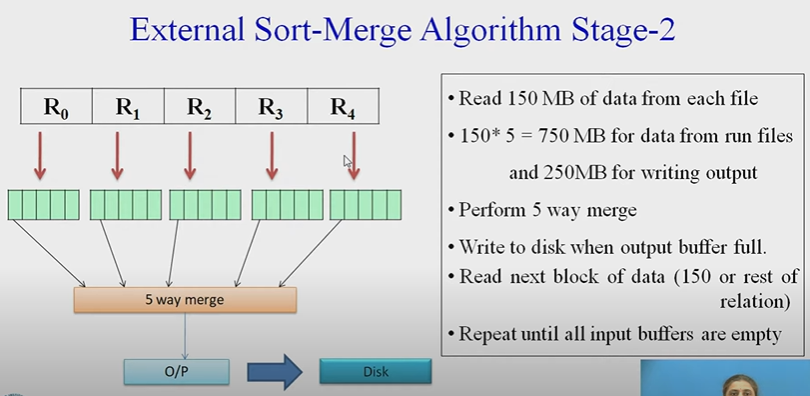 External Sort-Merge Algorithm Stage-2
R0 R1 R2 R3 R4
5 way merge
O/P
Disk
• Read 150 MB of data from each file
• 150* 5 = 750 MB for data from run files
and 250MB for writing output
• Perform 5 way merge
• Write to disk when output buffer full.
• Read next block of data (150 or rest of
relation)
• Repeat until all input buffers are empty